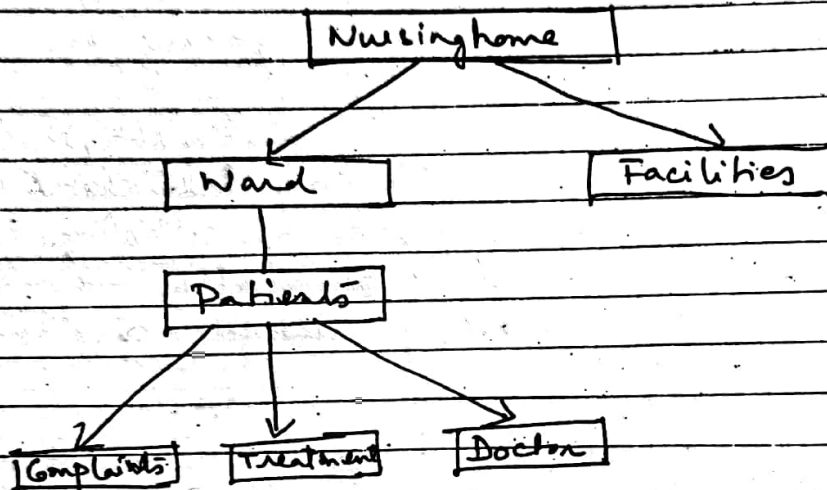 Nursinghome
Ward
Facilities
Patients
Complaints
Treatment
Doctor